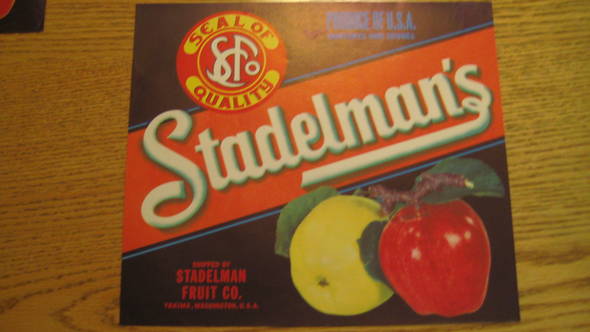 SEAL OF
SFCo
QUALITY
PRODUCE OF U.S.A.
Stadelman's
SHIPPED BY
STADELMAN
FRUIT CO.
YAKIMA, WASHINGTON, U.S.A.